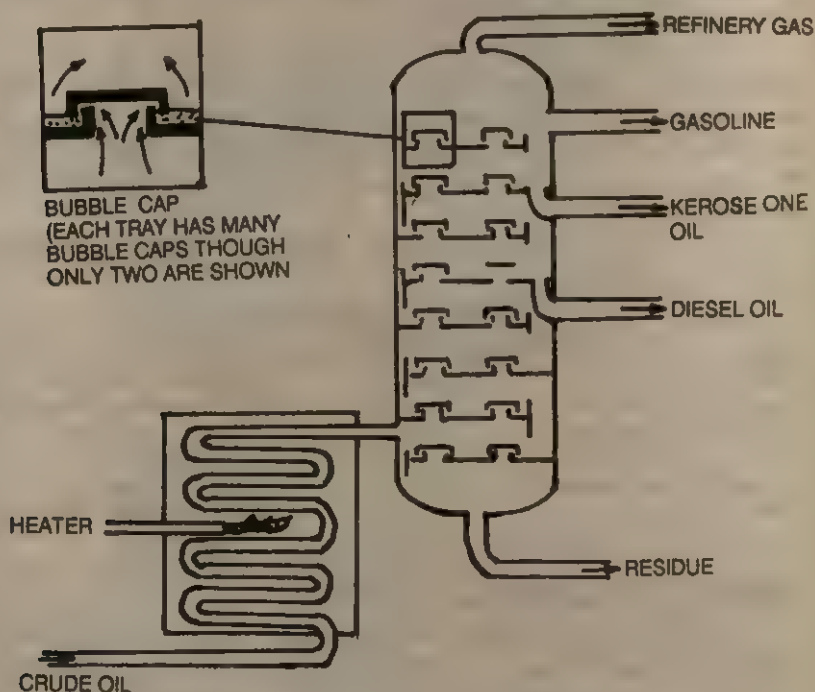 REFINERY GAS
GASOLINE
BUBBLE CAP
(EACH TRAY HAS MANY
BUBBLE CAPS THOUGH
ONLY TWO ARE SHOWN
KEROSE ONE
OIL
DIESEL OIL
HEATER
RESIDUE
CRUDE OIL